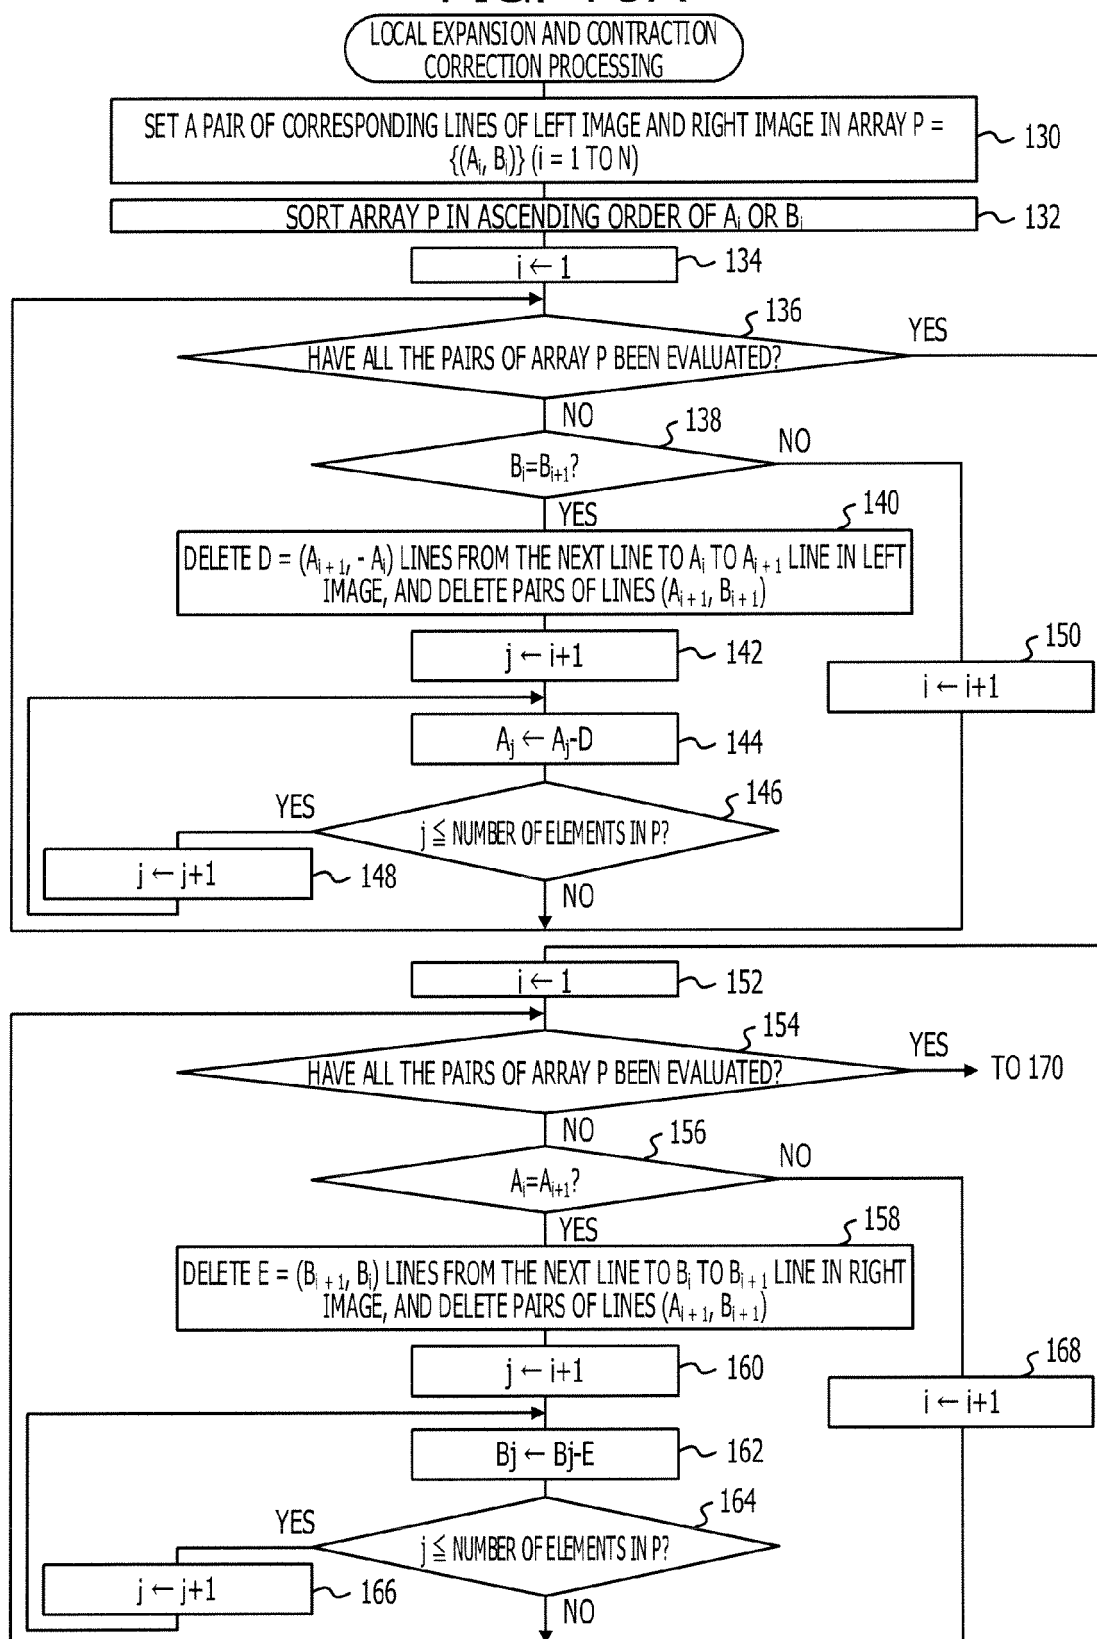 LOCAL EXPANSION AND CONTRACTION
CORRECTION PROCESSING
SET A PAIR OF CORRESPONDING LINES OF LEFT IMAGE AND RIGHT IMAGE IN ARRAY P =
{(Ai, Bi)} (i = 1 TO N)
130
SORT ARRAY P IN ASCENDING ORDER OF Ai OR Bi
132
i ← 1
134
136
YES
HAVE ALL THE PAIRS OF ARRAY P BEEN EVALUATED?
NO
138
NO
Bi=Bi+1?
YES
140
DELETE D = (Ai+1, - Ai) LINES FROM THE NEXT LINE TO Ai TO Ai+1 LINE IN LEFT
IMAGE, AND DELETE PAIRS OF LINES (Ai+1, Bi+1)
j ← i+1
142
150
i ← i+1
Aj ← Aj-D
144
146
YES
j ≦ NUMBER OF ELEMENTS IN P?
j ← j+1
148
NO
i ← 1
152
154
YES
HAVE ALL THE PAIRS OF ARRAY P BEEN EVALUATED?
TO 170
NO
156
NO
Ai=Ai+1?
YES
158
DELETE E = (Bi+1, Bi) LINES FROM THE NEXT LINE TO Bi TO Bi+1 LINE IN RIGHT
IMAGE, AND DELETE PAIRS OF LINES (Ai+1, Bi+1)
j ← i+1
160
168
i ← i+1
Bj ← Bj-E
162
164
YES
j ≦ NUMBER OF ELEMENTS IN P?
j ← j+1
166
NO